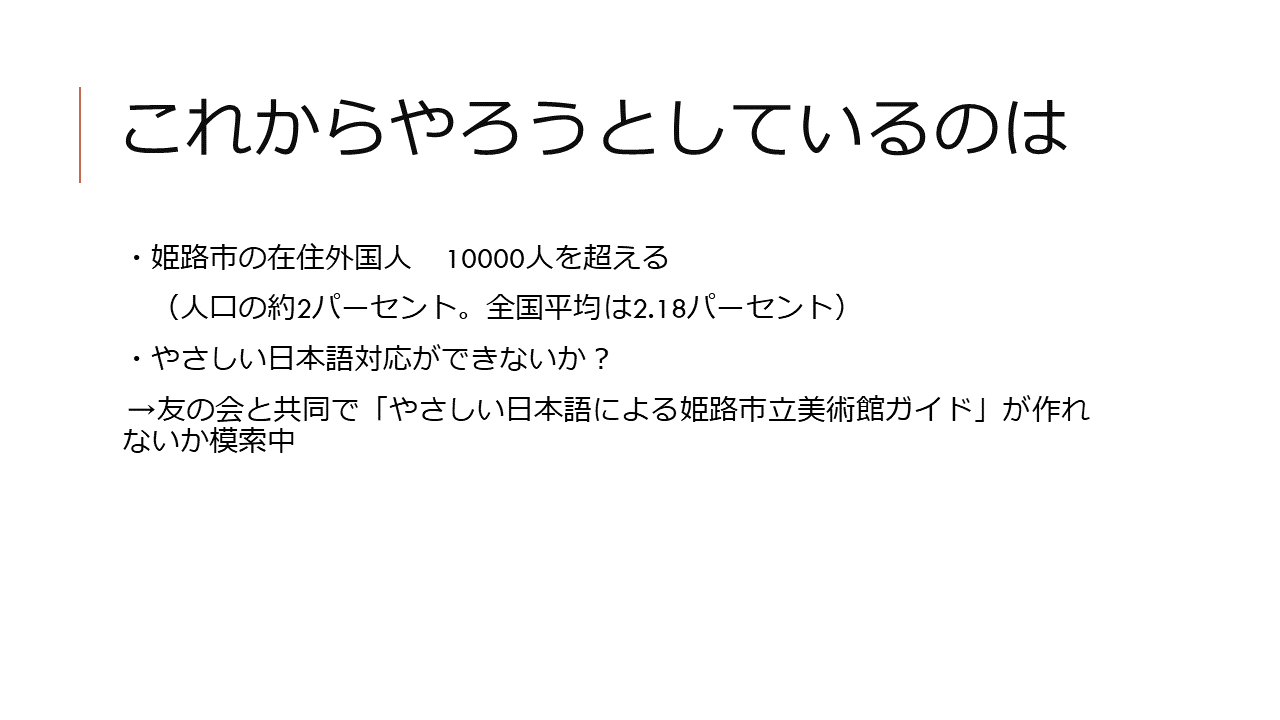 これからやろうとしているのは
・姫路市の在住外国人　10000人を超える
（人口の約2パーセント。全国平均は2.18パーセント）
・やさしい日本語対応ができないか？
→友の会と共同で「やさしい日本語による姫路市立美術館ガイド」が作れ
ないか模索中